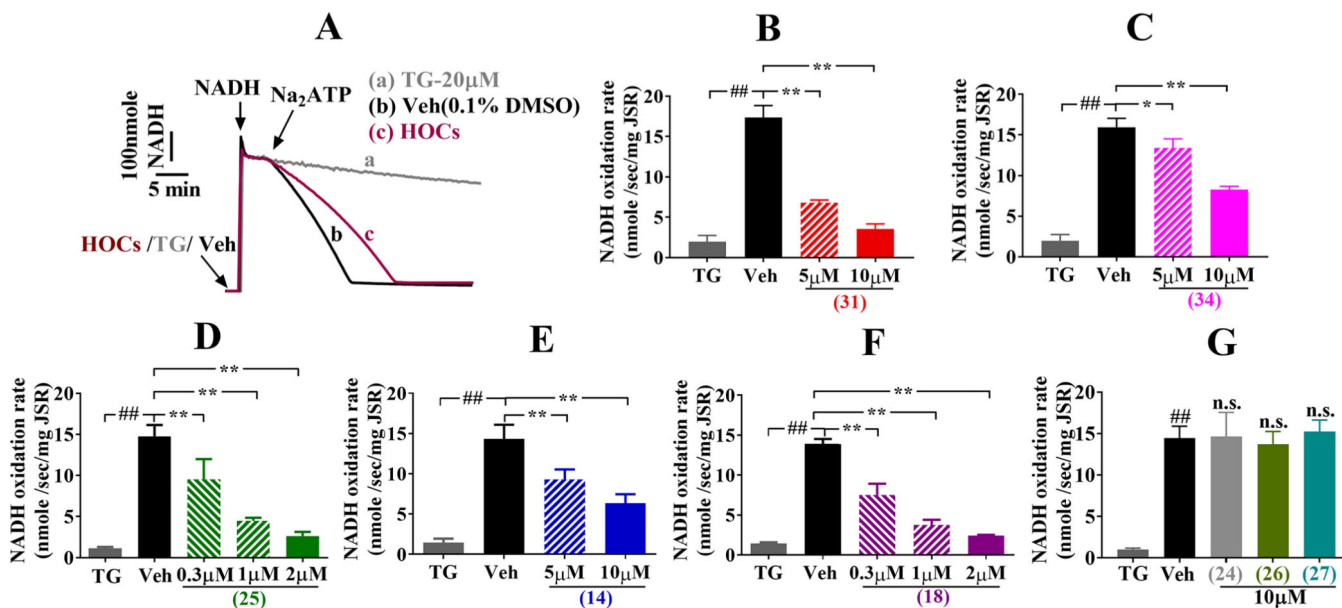 A
NADH
Na₂ATP
(a) TG-20μM
(b) Veh(0.1% DMSO)
(c) HOCs
100nmole
NADH
5 min
a
b
c
HOCs /TG/ Veh
B
NADH oxidation rate
(nmole /sec/mg JSR)
20
15
10
5
0
##
**
**
TG Veh 5μM 10μM
(31)
C
NADH oxidation rate
(nmole /sec/mg JSR)
20
15
10
5
0
##
*
**
TG Veh 5μM 10μM
(34)
D
NADH oxidation rate
(nmole /sec/mg JSR)
20
15
10
5
0
##
**
**
**
TG Veh 0.3μM 1μM 2μM
(25)
E
NADH oxidation rate
(nmole /sec/mg JSR)
20
15
10
5
0
##
**
**
TG Veh 5μM 10μM
(14)
F
NADH oxidation rate
(nmole /sec/mg JSR)
20
15
10
5
0
##
**
**
**
TG Veh 0.3μM 1μM 2μM
(18)
G
NADH oxidation rate
(nmole /sec/mg JSR)
20
15
10
5
0
## n.s. n.s. n.s.
TG Veh (24) (26) (27)
10μM